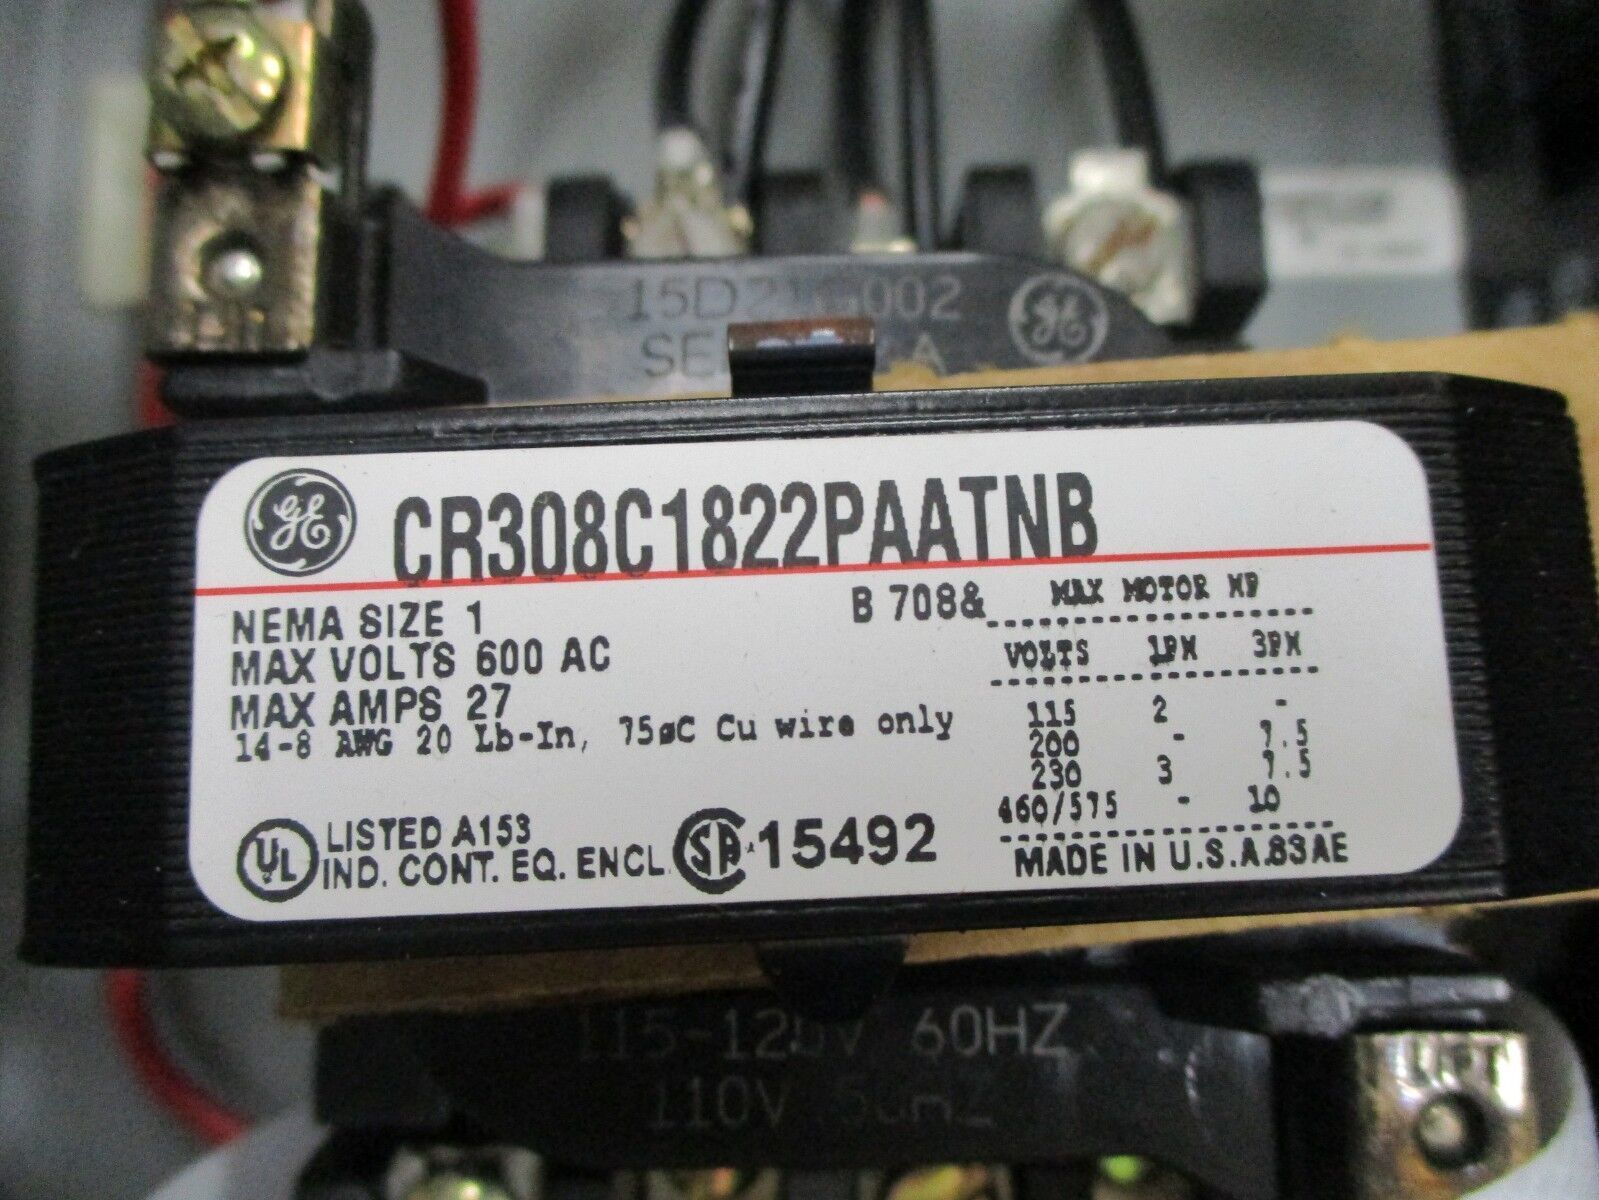 002
A
GE
GE CR308C1822PAATNB
NEMA SIZE 1
MAX VOLTS 600 AC
MAX AMPS 27
14-8 AWG 20 Lb-In, 75øC Cu wire only
B 708& MAX MOTOR HP
VOLTS 1PH 3PH
115 2 -
200 - 7.5
230 3 7.5
460/575 - 10
UL LISTED A153
IND. CONT. EQ. ENCL.
SA 15492
MADE IN U.S.A. 83AE
115-120V 60HZ
110V 50HZ